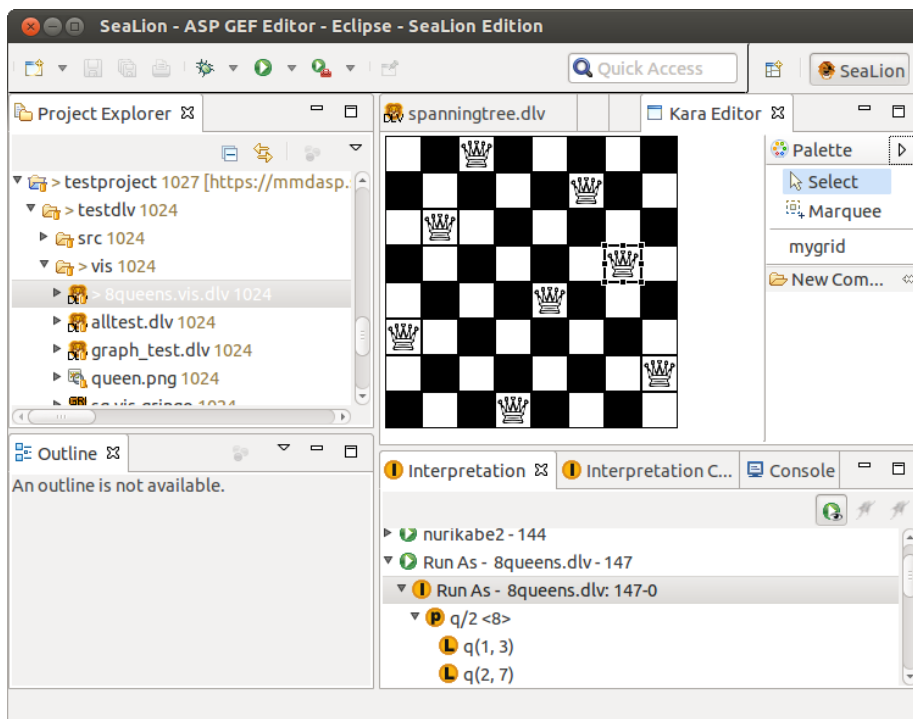 SeaLion - ASP GEF Editor - Eclipse - SeaLion Edition
Quick Access
SeaLion
Project Explorer
> testproject 1027 [https://mmdasp.
> testdlv 1024
src 1024
> vis 1024
> 8queens.vis.dlv 1024
alltest.dlv 1024
graph_test.dlv 1024
queen.png 1024
Outline
An outline is not available.
spanningtree.dlv
Kara Editor
Palette
Select
Marquee
mygrid
New Com...
Interpretation
Interpretation C...
Console
nurikabe2 - 144
Run As - 8queens.dlv - 147
Run As - 8queens.dlv: 147-0
q/2 <8>
q(1, 3)
q(2, 7)